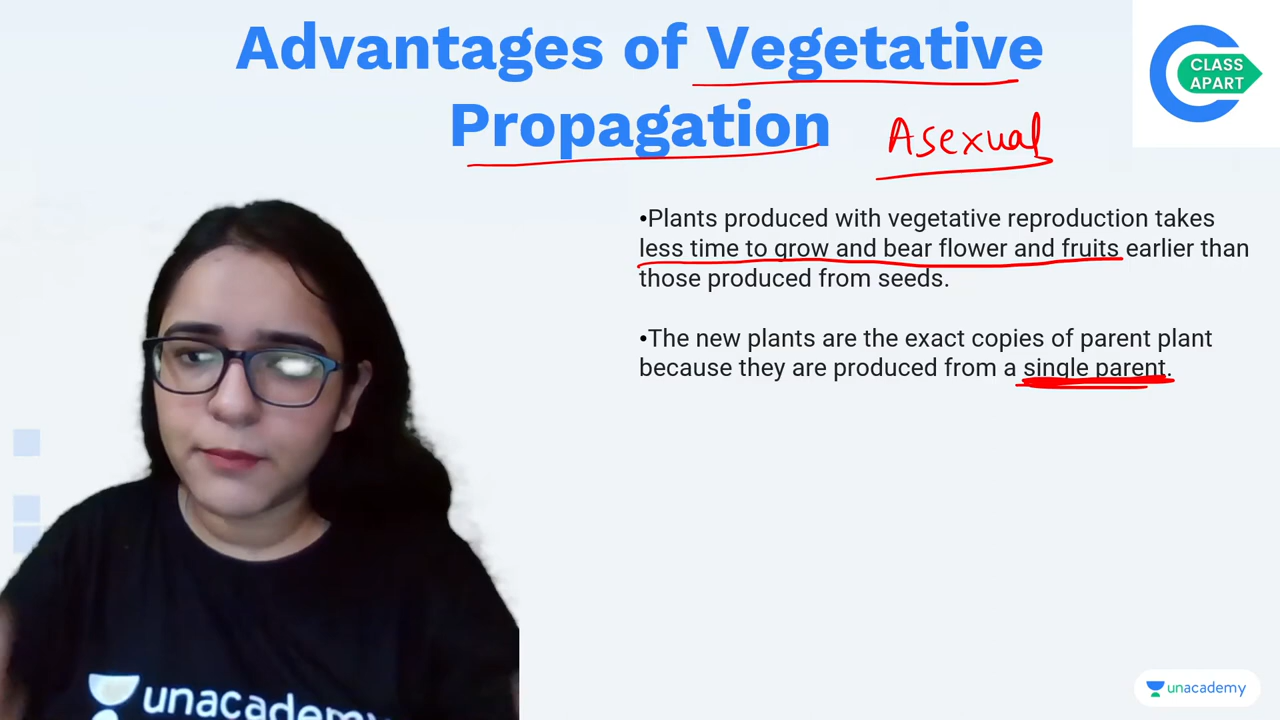 Advantages of Vegetative
Propagation
Asexual
CLASS
APART
•Plants produced with vegetative reproduction takes
less time to grow and bear flower and fruits earlier than
those produced from seeds.
•The new plants are the exact copies of parent plant
because they are produced from a single parent.
unacademy
unacademy